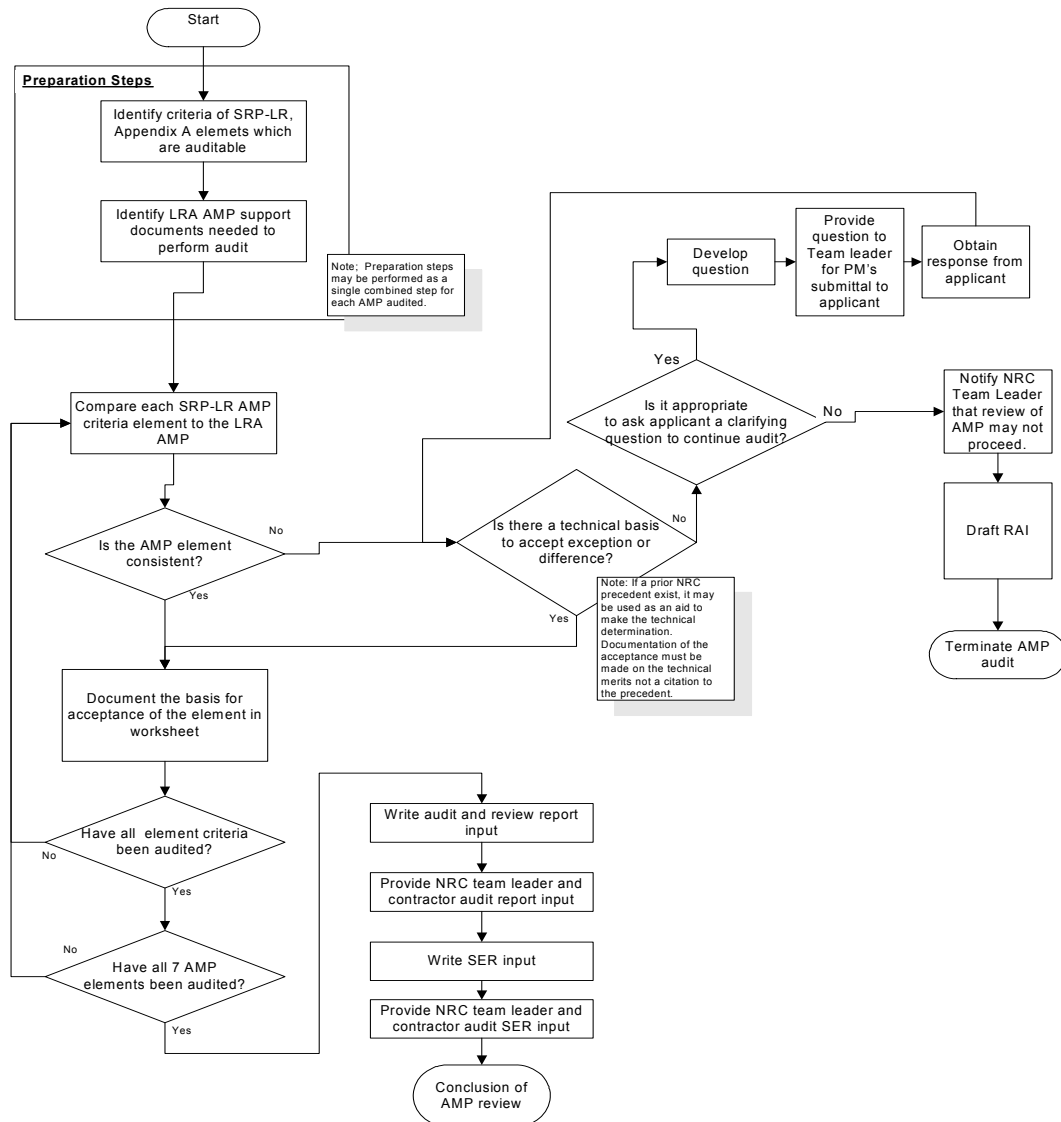 Start
Preparation Steps
Identify criteria of SRP-LR,
Appendix A elemets which
are auditable
Identify LRA AMP support
documents needed to
perform audit
Note; Preparation steps
may be performed as a
single combined step for
each AMP audited.
Develop
question
Provide
question to
Team leader
for PM's
submittal to
applicant
Obtain
response from
applicant
Yes
Compare each SRP-LR AMP
criteria element to the LRA
AMP
Is it appropriate
to ask applicant a clarifying
question to continue audit?
No
Notify NRC
Team Leader
that review of
AMP may not
proceed.
Is the AMP element
consistent?
No
Yes
Is there a technical basis
to accept exception or
difference?
No
Yes
Draft RAI
Note: If a prior NRC
precedent exist, it may
be used as an aid to
make the technical
determination.
Documentation of the
acceptance must be
made on the technical
merits not a citation to
the precedent.
Terminate AMP
audit
Document the basis for
acceptance of the element in
worksheet
Have all  element criteria
been audited?
No
Yes
Have all 7 AMP
elements been audited?
No
Yes
Write audit and review report
input
Provide NRC team leader and
contractor audit report input
Write SER input
Provide NRC team leader and
contractor audit SER input
Conclusion of
AMP review